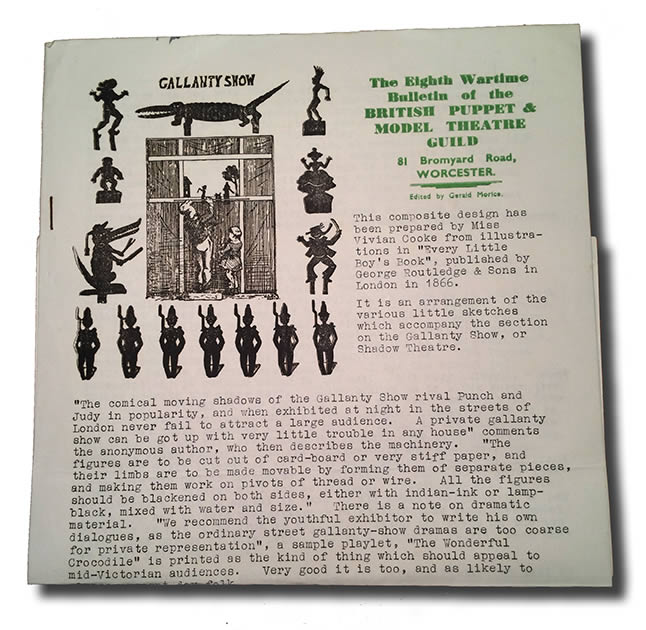 GALLANTY SHOW
The Eighth Wartime
Bulletin of the
BRITISH PUPPET &
MODEL THEATRE
GUILD
81 Bromyard Road,
WORCESTER.
Edited by Gerald Morice.
This composite design has
been prepared by Miss
Vivian Cooke from illustra-
tions in "Every Little
Boy's Book", published by
George Routledge & Sons in
London in 1866.
It is an arrangement of the
various little sketches
which accompany the section
on the Gallanty Show, or
Shadow Theatre.
"The comical moving shadows of the Gallanty Show rival Punch and
Judy in popularity, and when exhibited at night in the streets of
London never fail to attract a large audience. A private gallanty
show can be got up with very little trouble in any house" comments
the anonymous author, who then describes the machinery. "The
figures are to be cut out of card-board or very stiff paper, and
their limbs are to be made movable by forming them of separate pieces,
and making them work on pivots of thread or wire. All the figures
should be blackened on both sides, either with indian-ink or lamp-
black, mixed with water and size." There is a note on dramatic
material. "We recommend the youthful exhibitor to write his own
dialogues, as the ordinary street gallanty-show dramas are too coarse
for private representation", a sample playlet, "The Wonderful
Crocodile" is printed as the kind of thing which should appeal to
mid-Victorian audiences. Very good it is too, and as likely to